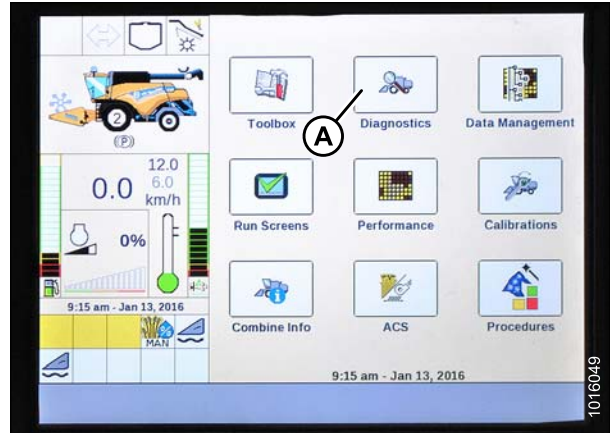 Toolbox
Diagnostics
Data Management
A
2
(P)
12.0
6.0
0.0
km/h
Run Screens
Performance
Calibrations
0%
9:15 am - Jan 13, 2016
MAN
Combine Info
ACS
Procedures
9:15 am - Jan 13, 2016
1016049